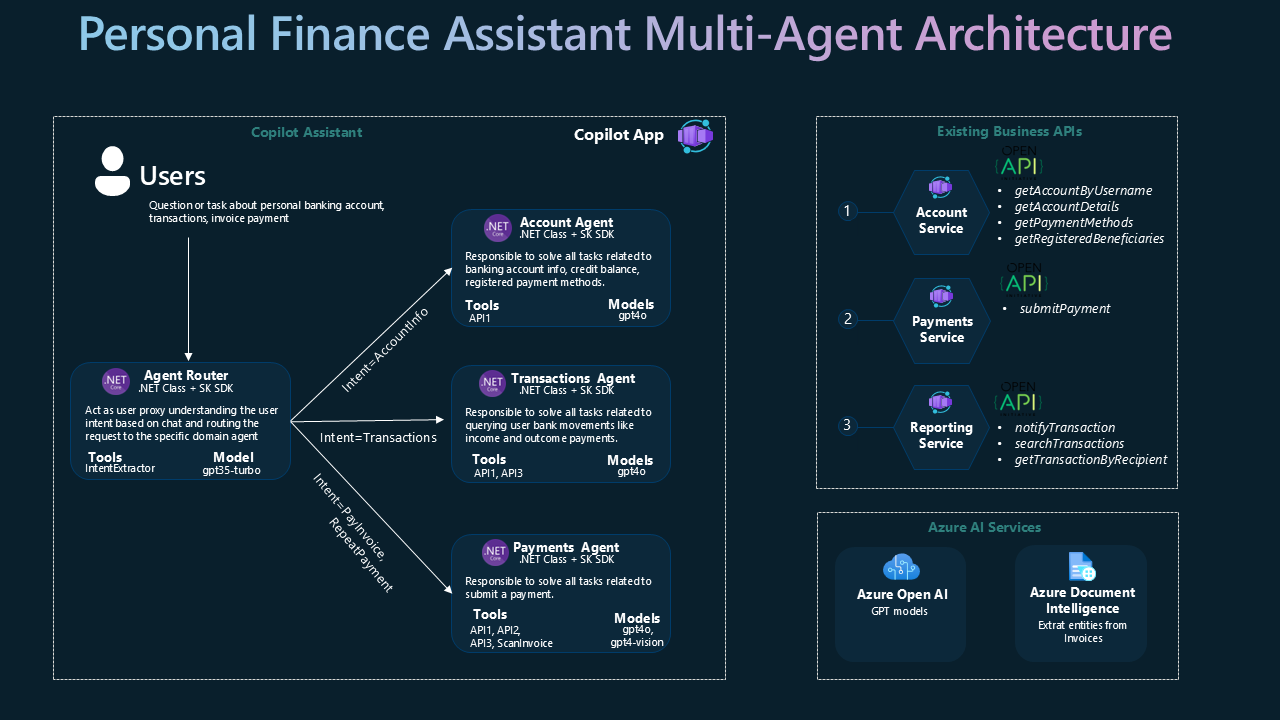 Personal Finance Assistant Multi-Agent Architecture
Copilot Assistant
Copilot App
Users
Question or task about personal banking account,
transactions, invoice payment
Agent Router
.NET Class + SK SDK
.NET
Core
Act as user proxy understanding the user
intent based on chat and routing the
request to the specific domain agent
Tools
IntentExtractor
Model
gpt35-turbo
Intent=AccountInfo
Intent=Transactions
Intent=PayInvoice,
RepeatPayment
.NET
Core
Account Agent
.NET Class + SK SDK
Responsible to solve all tasks related to
banking account info, credit balance,
registered payment methods.
Tools
API1
Models
gpt4o
.NET
Core
Transactions Agent
.NET Class + SK SDK
Responsible to solve all tasks related to
querying user bank movements like
income and outcome payments.
Tools
API1, API3
Models
gpt4o
.NET
Core
Payments Agent
.NET Class + SK SDK
Responsible to solve all tasks related to
submit a payment.
Tools
API1, API2,
API3, ScanInvoice
Models
gpt4o,
gpt4-vision
Existing Business APIs
1
Account
Service
OPEN
{API}
• getAccountByUsername
• getAccountDetails
• getPaymentMethods
• getRegisteredBeneficiaries
2
Payments
Service
OPEN
{API}
• submitPayment
3
Reporting
Service
OPEN
{API}
• notifyTransaction
• searchTransactions
• getTransactionByRecipient
Azure AI Services
Azure Open AI
GPT models
Azure Document
Intelligence
Extrat entities from
Invoices